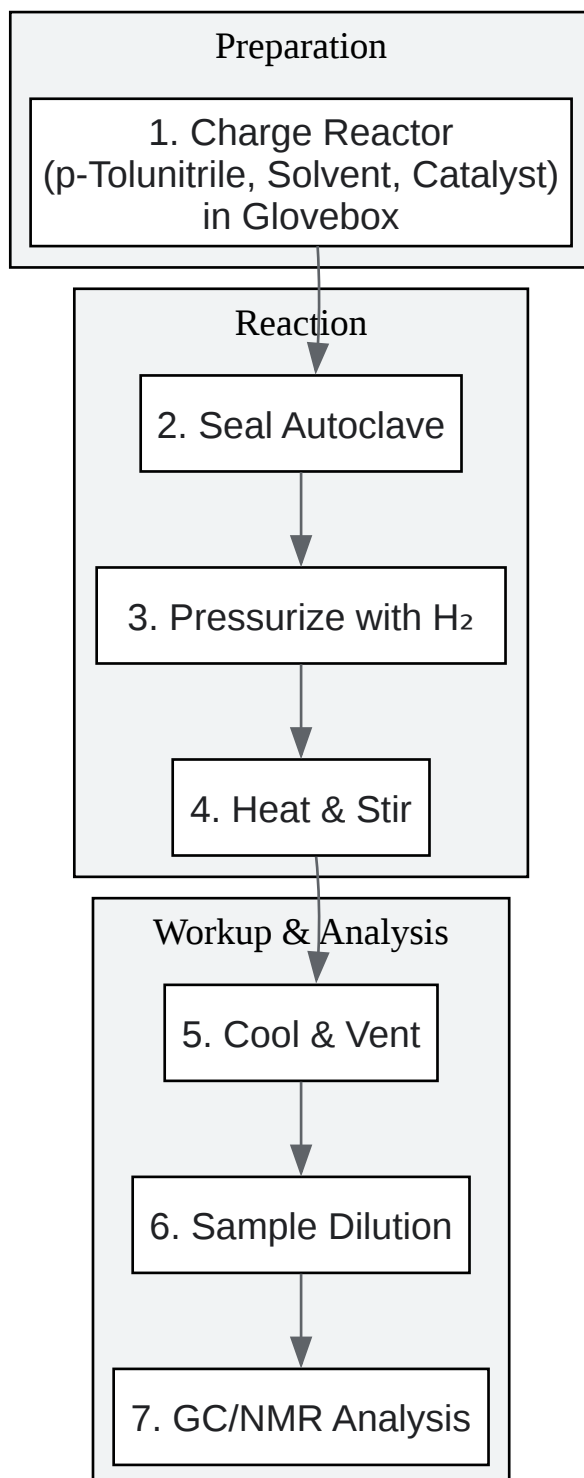 Preparation
1. Charge Reactor
(p-Tolunitrile, Solvent, Catalyst)
in Glovebox
Reaction
2. Seal Autoclave
3. Pressurize with H₂
4. Heat & Stir
Workup & Analysis
5. Cool & Vent
6. Sample Dilution
7. GC/NMR Analysis